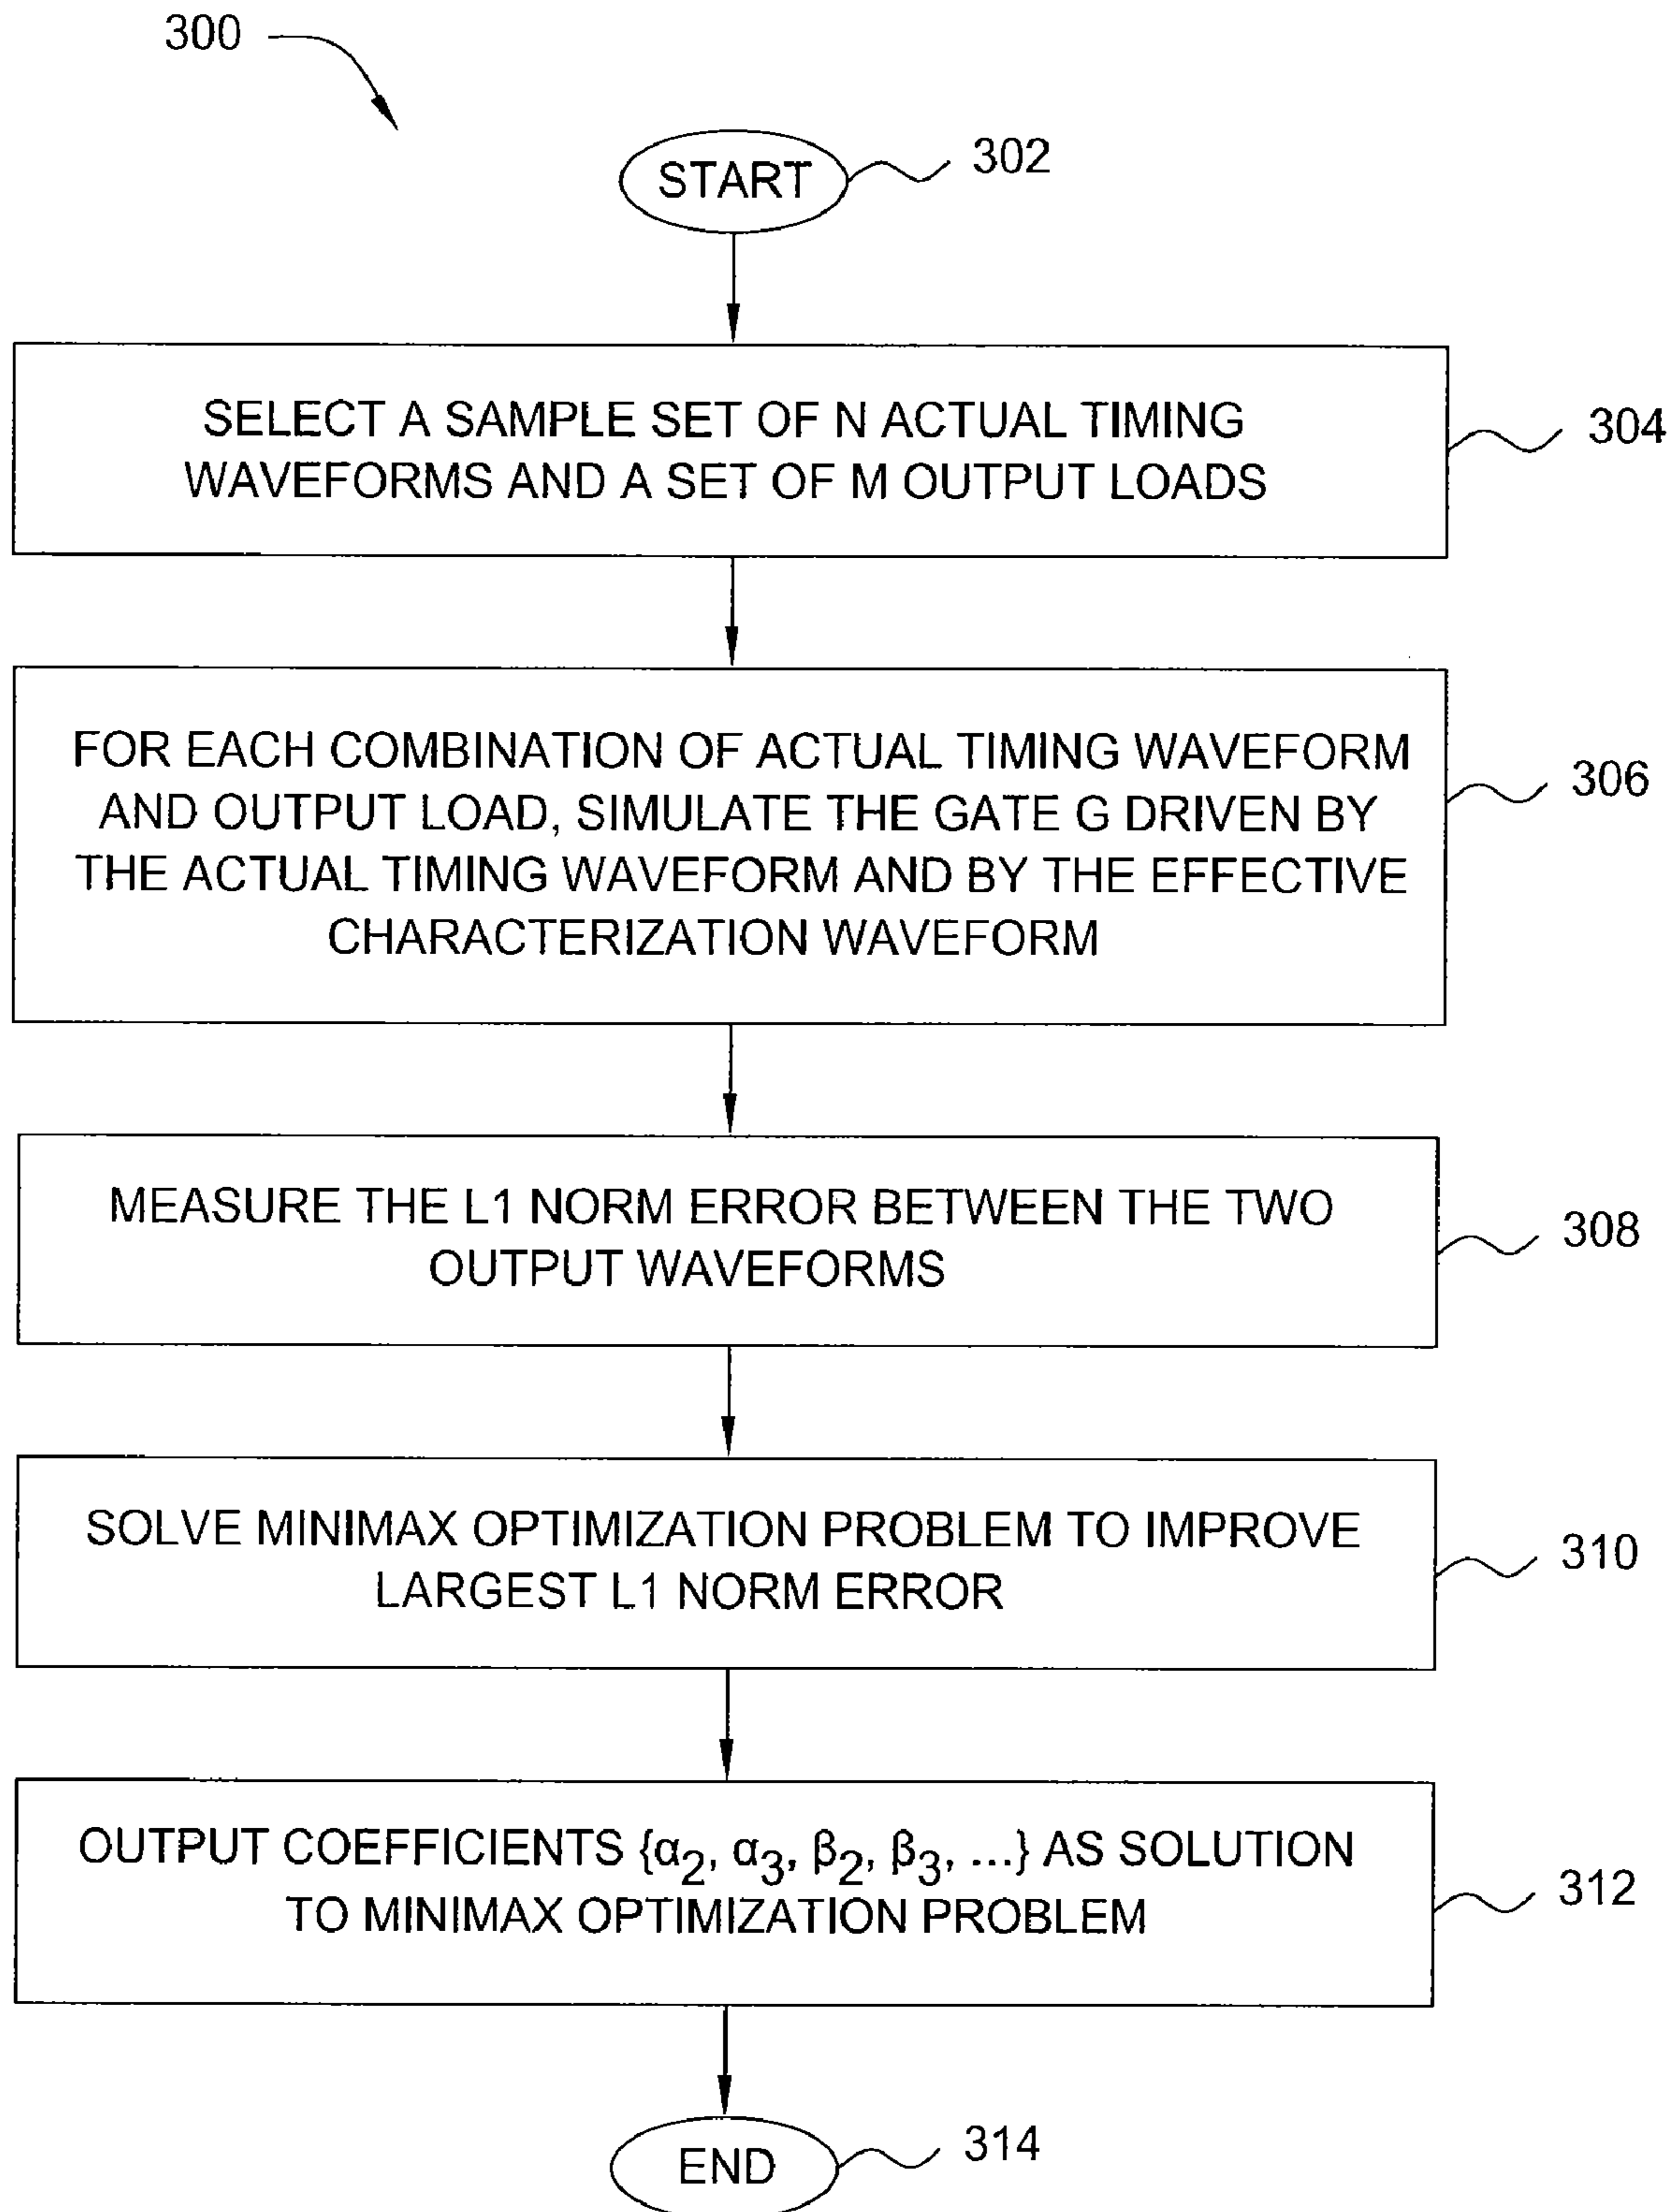 300
START
302
SELECT A SAMPLE SET OF N ACTUAL TIMING
WAVEFORMS AND A SET OF M OUTPUT LOADS
304
FOR EACH COMBINATION OF ACTUAL TIMING WAVEFORM
AND OUTPUT LOAD, SIMULATE THE GATE G DRIVEN BY
THE ACTUAL TIMING WAVEFORM AND BY THE EFFECTIVE
CHARACTERIZATION WAVEFORM
306
MEASURE THE L1 NORM ERROR BETWEEN THE TWO
OUTPUT WAVEFORMS
308
SOLVE MINIMAX OPTIMIZATION PROBLEM TO IMPROVE
LARGEST L1 NORM ERROR
310
OUTPUT COEFFICIENTS {α₂, α₃, β₂, β₃, ...} AS SOLUTION
TO MINIMAX OPTIMIZATION PROBLEM
312
END
314